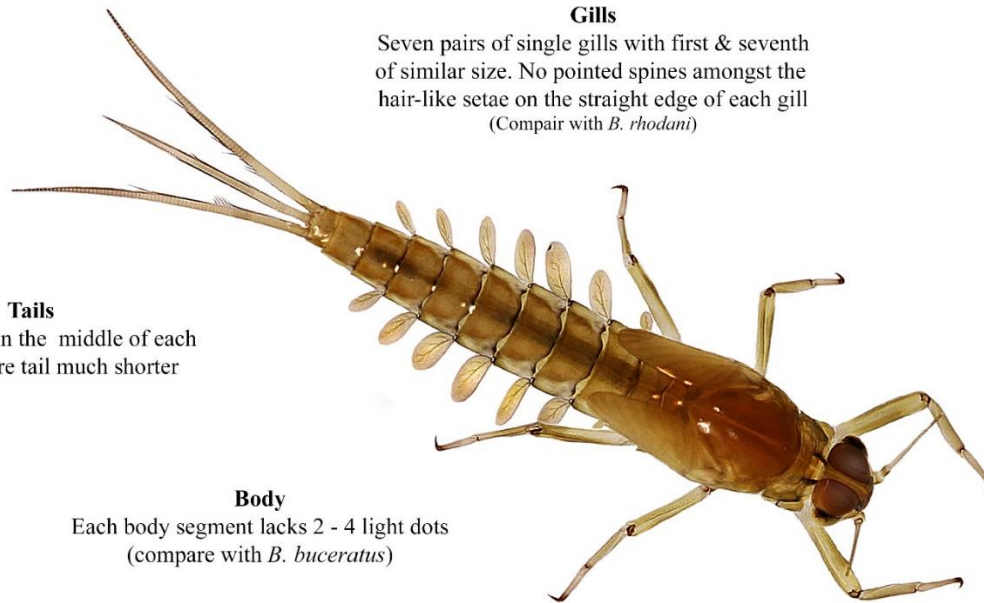 Gills
Seven pairs of single gills with first & seventh
of similar size. No pointed spines amongst the
hair-like setae on the straight edge of each gill
(Compair with B. rhodani)
Tails
in the middle of each
tail much shorter
Body
Each body segment lacks 2 - 4 light dots
(compare with B. buceratus)